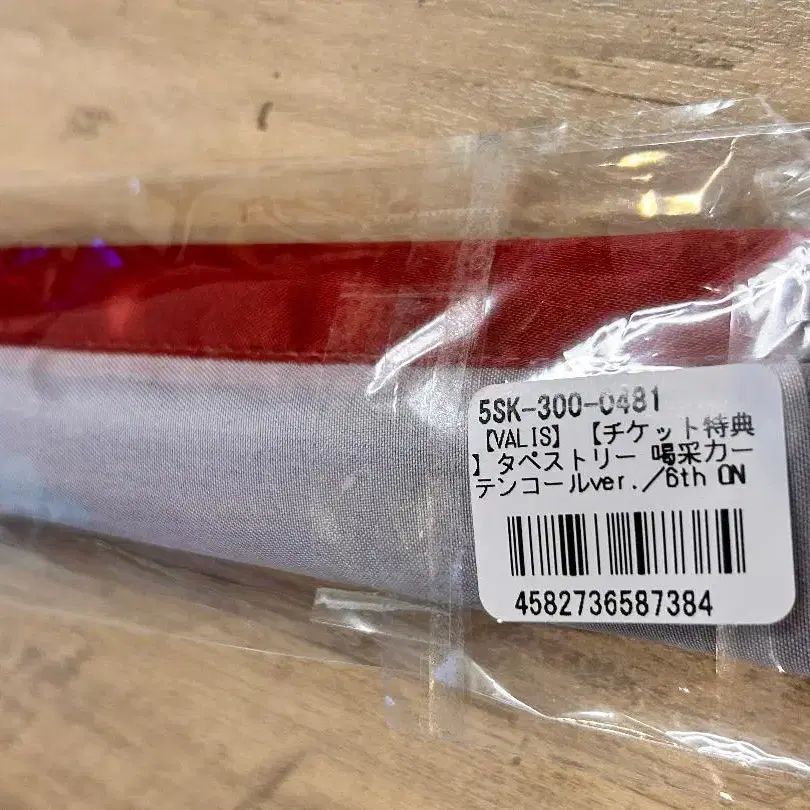 5SK-300-0481
【VALIS】【チケット特典
】タペストリー 喝采カー
テンコールver.／6th ON
4582736587384